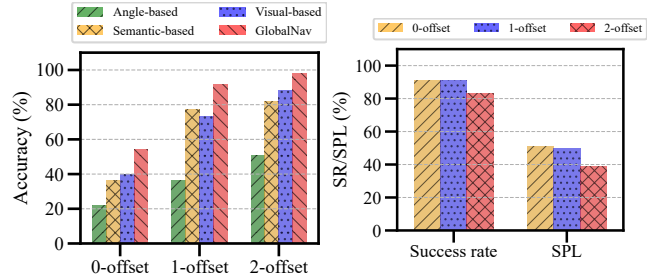 Angle-based
Visual-based
Semantic-based
GlobalNav
Accuracy (%)
100
80
60
40
20
0
0-offset
1-offset
2-offset
0-offset
1-offset
2-offset
SR/SPL (%)
100
80
60
40
20
0
Success rate
SPL